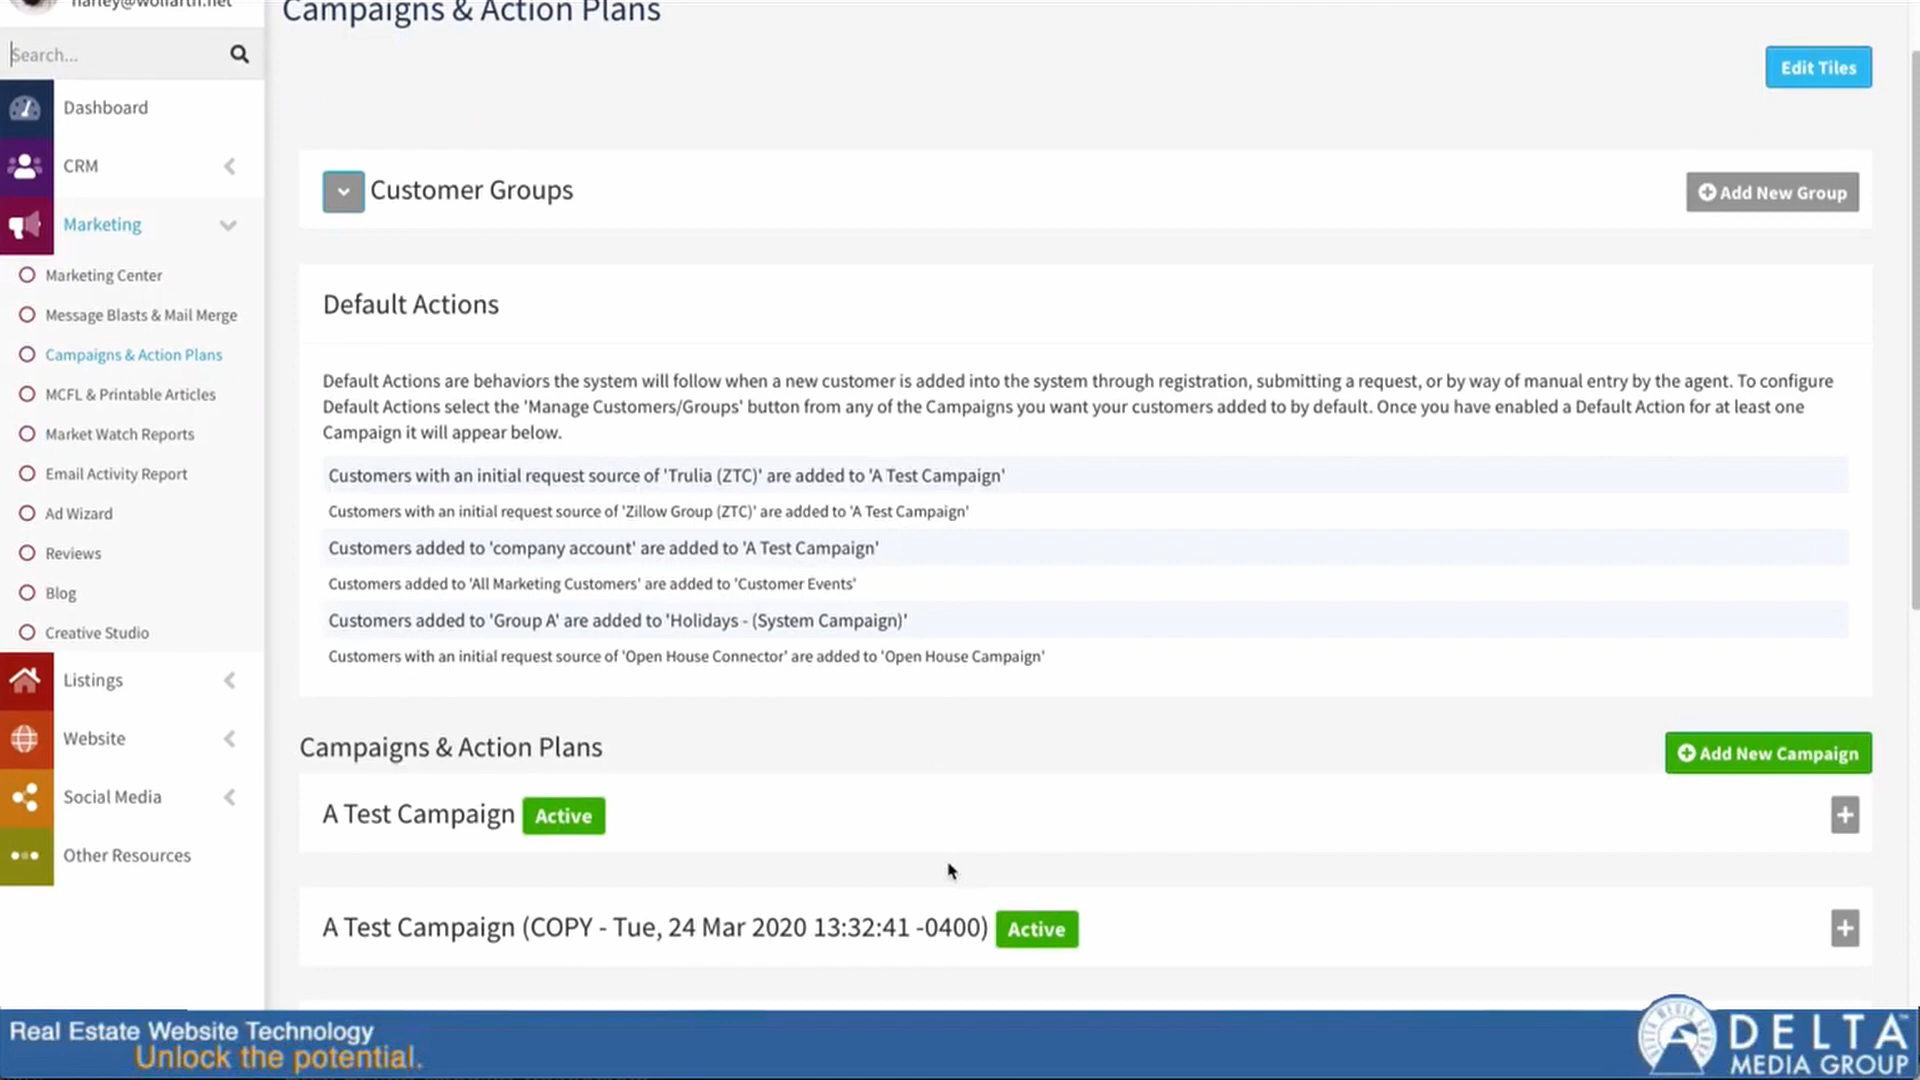 harley@wolfarth.net
Campaigns & Action Plans
Search...
Edit Tiles
Dashboard
CRM
Marketing
Marketing Center
Message Blasts & Mail Merge
Campaigns & Action Plans
MCFL & Printable Articles
Market Watch Reports
Email Activity Report
Ad Wizard
Reviews
Blog
Creative Studio
Listings
Website
Social Media
Other Resources
Customer Groups
Add New Group
Default Actions
Default Actions are behaviors the system will follow when a new customer is added into the system through registration, submitting a request, or by way of manual entry by the agent. To configure
Default Actions select the 'Manage Customers/Groups' button from any of the Campaigns you want your customers added to by default. Once you have enabled a Default Action for at least one
Campaign it will appear below.
Customers with an initial request source of 'Trulia (ZTC)' are added to 'A Test Campaign'
Customers with an initial request source of 'Zillow Group (ZTC)' are added to 'A Test Campaign'
Customers added to 'company account' are added to 'A Test Campaign'
Customers added to 'All Marketing Customers' are added to 'Customer Events'
Customers added to 'Group A' are added to 'Holidays - (System Campaign)'
Customers with an initial request source of 'Open House Connector' are added to 'Open House Campaign'
Campaigns & Action Plans
Add New Campaign
A Test Campaign Active
A Test Campaign (COPY - Tue, 24 Mar 2020 13:32:41 -0400) Active
Real Estate Website Technology
Unlock the potential.
DELTA
MEDIA GROUP